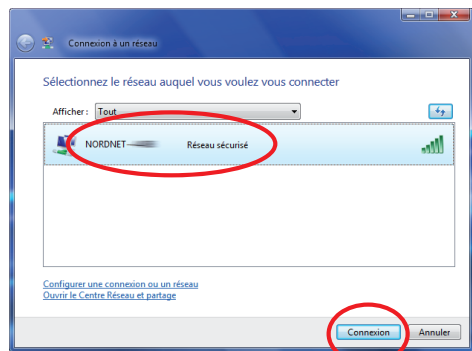 Connexion à un réseau
Sélectionnez le réseau auquel vous voulez vous connecter
Afficher : Tout
NORDNET Réseau sécurisé
Configurer une connexion ou un réseau
Ouvrir le Centre Réseau et partage
Connexion Annuler